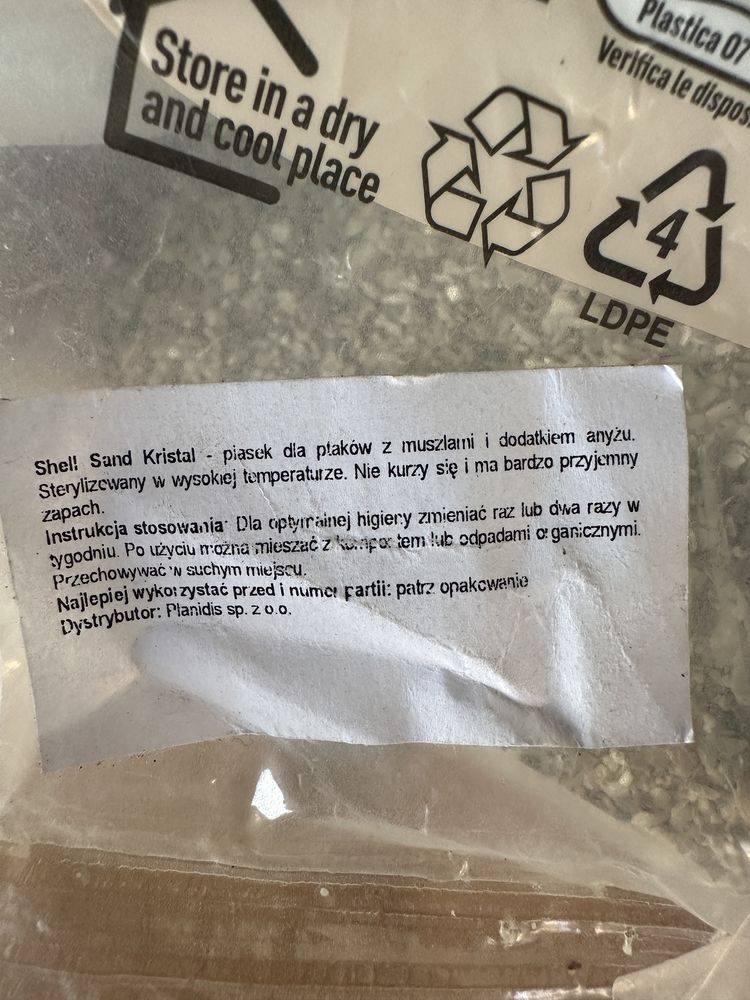 Store in a dry
and cool place
Plastica 07
Verifica le
4
LDPE
Shell Sand Kristal - piasek dla ptaków z muszlami i dodatkiem anyżu.
Sterylizowany w wysokiej temperaturze. Nie kurzy się i ma bardzo przyjemny
zapach.
Instrukcja stosowania: Dla optymalnej higieny zmieniać raz lub dwa razy w
tygodniu. Po użyciu można mieszać z kompostem lub odpadami organicznymi.
Przechowywać w suchym miejscu.
Najlepiej wykorzystać przed i numer partii: patrz opakowanie
Dystrybutor: Planidis sp. z o.o.